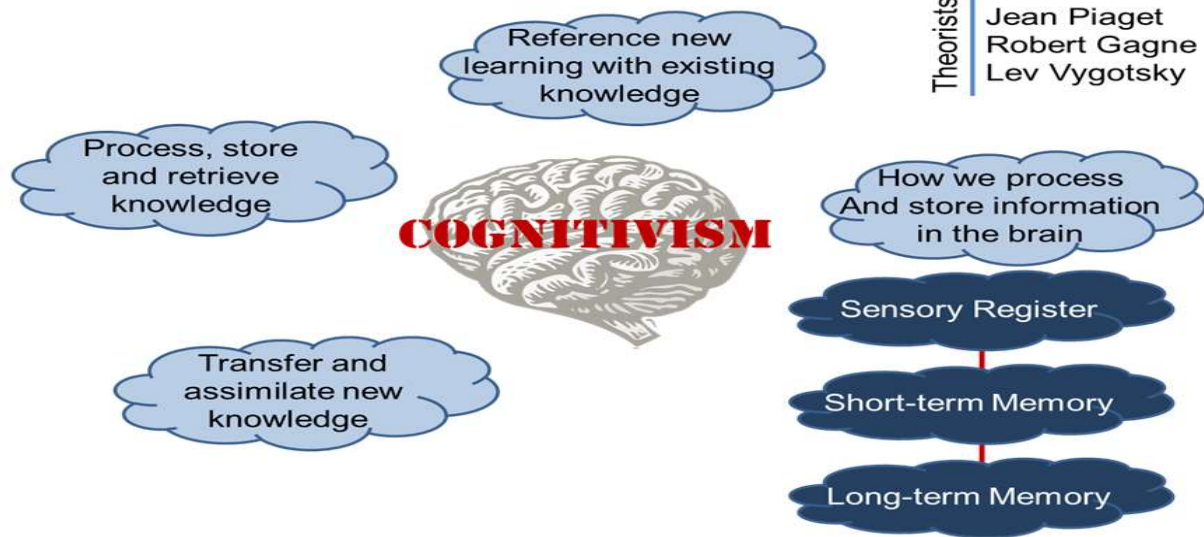 Theorists
Jean Piaget
Robert Gagne
Lev Vygotsky
Reference new
learning with existing
knowledge
Process, store
and retrieve
knowledge
COGNITIVISM
How we process
And store information
in the brain
Sensory Register
Transfer and
assimilate new
knowledge
Short-term Memory
Long-term Memory